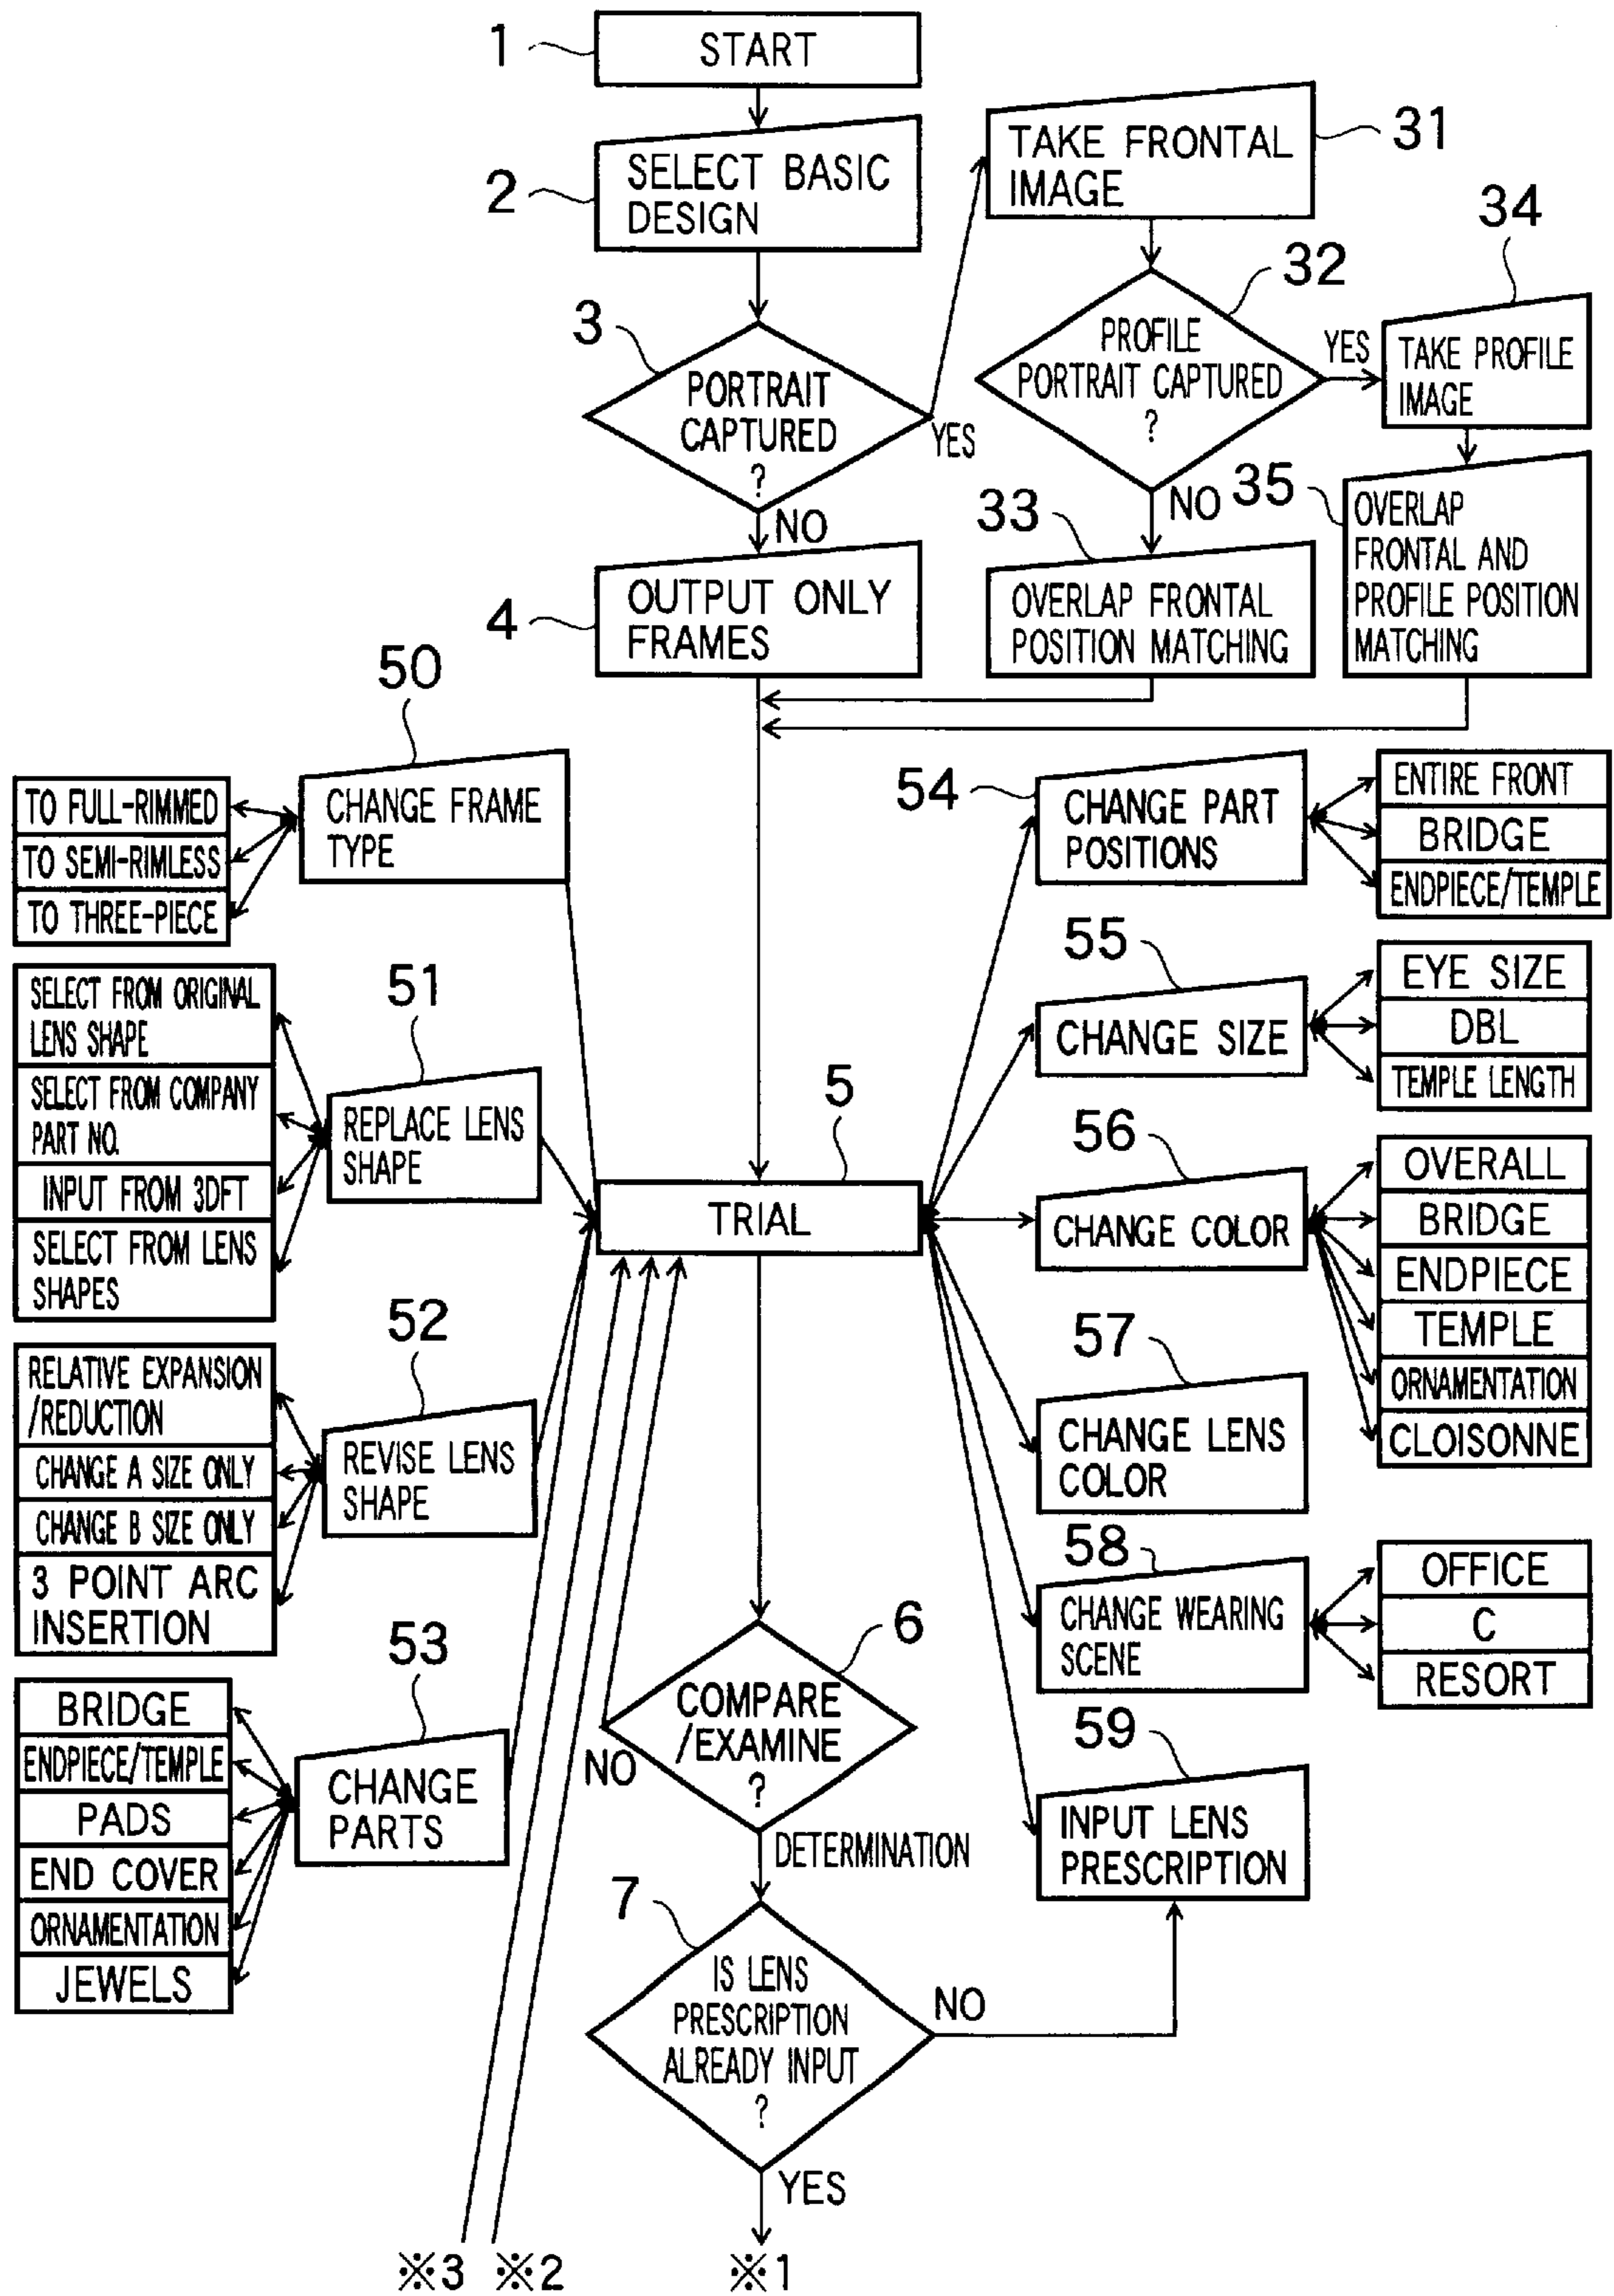 1
START
2
SELECT BASIC
DESIGN
31
TAKE FRONTAL
IMAGE
3
PORTRAIT
CAPTURED
?
YES
NO
32
PROFILE
PORTRAIT CAPTURED
?
YES
NO
34
TAKE PROFILE
IMAGE
4
OUTPUT ONLY
FRAMES
33
OVERLAP FRONTAL
POSITION MATCHING
35
OVERLAP
FRONTAL AND
PROFILE POSITION
MATCHING
50
CHANGE FRAME
TYPE
TO FULL-RIMMED
TO SEMI-RIMLESS
TO THREE-PIECE
51
REPLACE LENS
SHAPE
SELECT FROM ORIGINAL
LENS SHAPE
SELECT FROM COMPANY
PART NO.
INPUT FROM 3DFT
SELECT FROM LENS
SHAPES
52
REVISE LENS
SHAPE
RELATIVE EXPANSION
/REDUCTION
CHANGE A SIZE ONLY
CHANGE B SIZE ONLY
3 POINT ARC
INSERTION
53
CHANGE
PARTS
BRIDGE
ENDPIECE/TEMPLE
PADS
END COVER
ORNAMENTATION
JEWELS
5
TRIAL
54
CHANGE PART
POSITIONS
ENTIRE FRONT
BRIDGE
ENDPIECE/TEMPLE
55
CHANGE SIZE
EYE SIZE
DBL
TEMPLE LENGTH
56
CHANGE COLOR
OVERALL
BRIDGE
ENDPIECE
TEMPLE
ORNAMENTATION
CLOISONNE
57
CHANGE LENS
COLOR
58
CHANGE WEARING
SCENE
OFFICE
C
RESORT
59
INPUT LENS
PRESCRIPTION
6
COMPARE
/EXAMINE
?
NO
DETERMINATION
7
IS LENS
PRESCRIPTION
ALREADY INPUT
?
NO
YES
※3 ※2 ※1